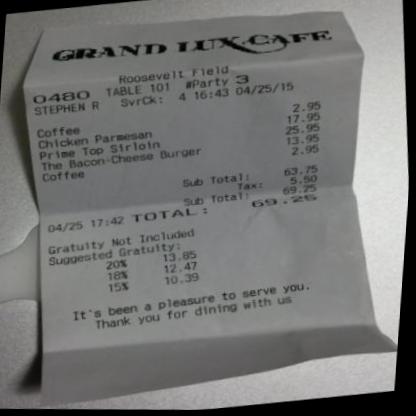 GRAND LUX CAFE
Roosevelt Field
0480 TABLE 101 #Party 3
STEPHEN R SvrCk: 4 16:43 04/25/15
Coffee 2.95
Chicken Parmesan 17.95
Prime Top Sirloin 25.95
The Bacon-Cheese Burger 13.95
Coffee 2.95
Sub Total: 63.75
Tax: 5.50
Sub Total: 69.25
04/25 17:42 TOTAL: 69.25
Gratuity Not Included
Suggested Gratuity:
20% 13.85
18% 12.47
15% 10.39
It's been a pleasure to serve you.
Thank you for dining with us